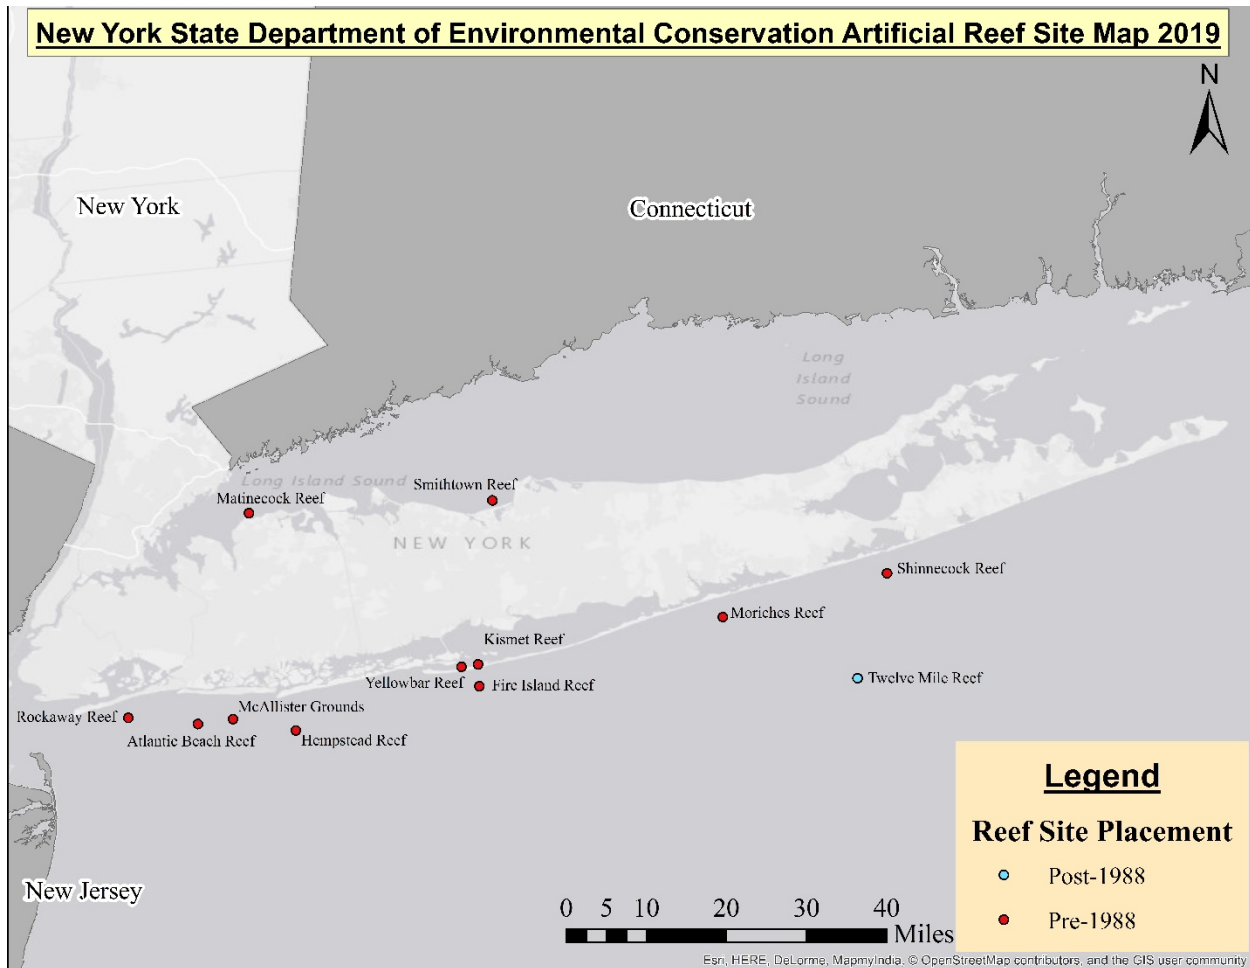 New York State Department of Environmental Conservation Artificial Reef Site Map 2019
N
New York
Connecticut
Long
Island
Sound
Long Island Sound
Matinecock Reef
Smithtown Reef
NEW YORK
Shinnecock Reef
Moriches Reef
Kismet Reef
Yellowbar Reef
Fire Island Reef
Twelve Mile Reef
Rockaway Reef
McAllister Grounds
Atlantic Beach Reef
Hempstead Reef
New Jersey
Legend
Reef Site Placement
Post-1988
Pre-1988
0 5 10 20 30 40
Miles
Esri, HERE, DeLorme, MapmyIndia, © OpenStreetMap contributors, and the GIS user community